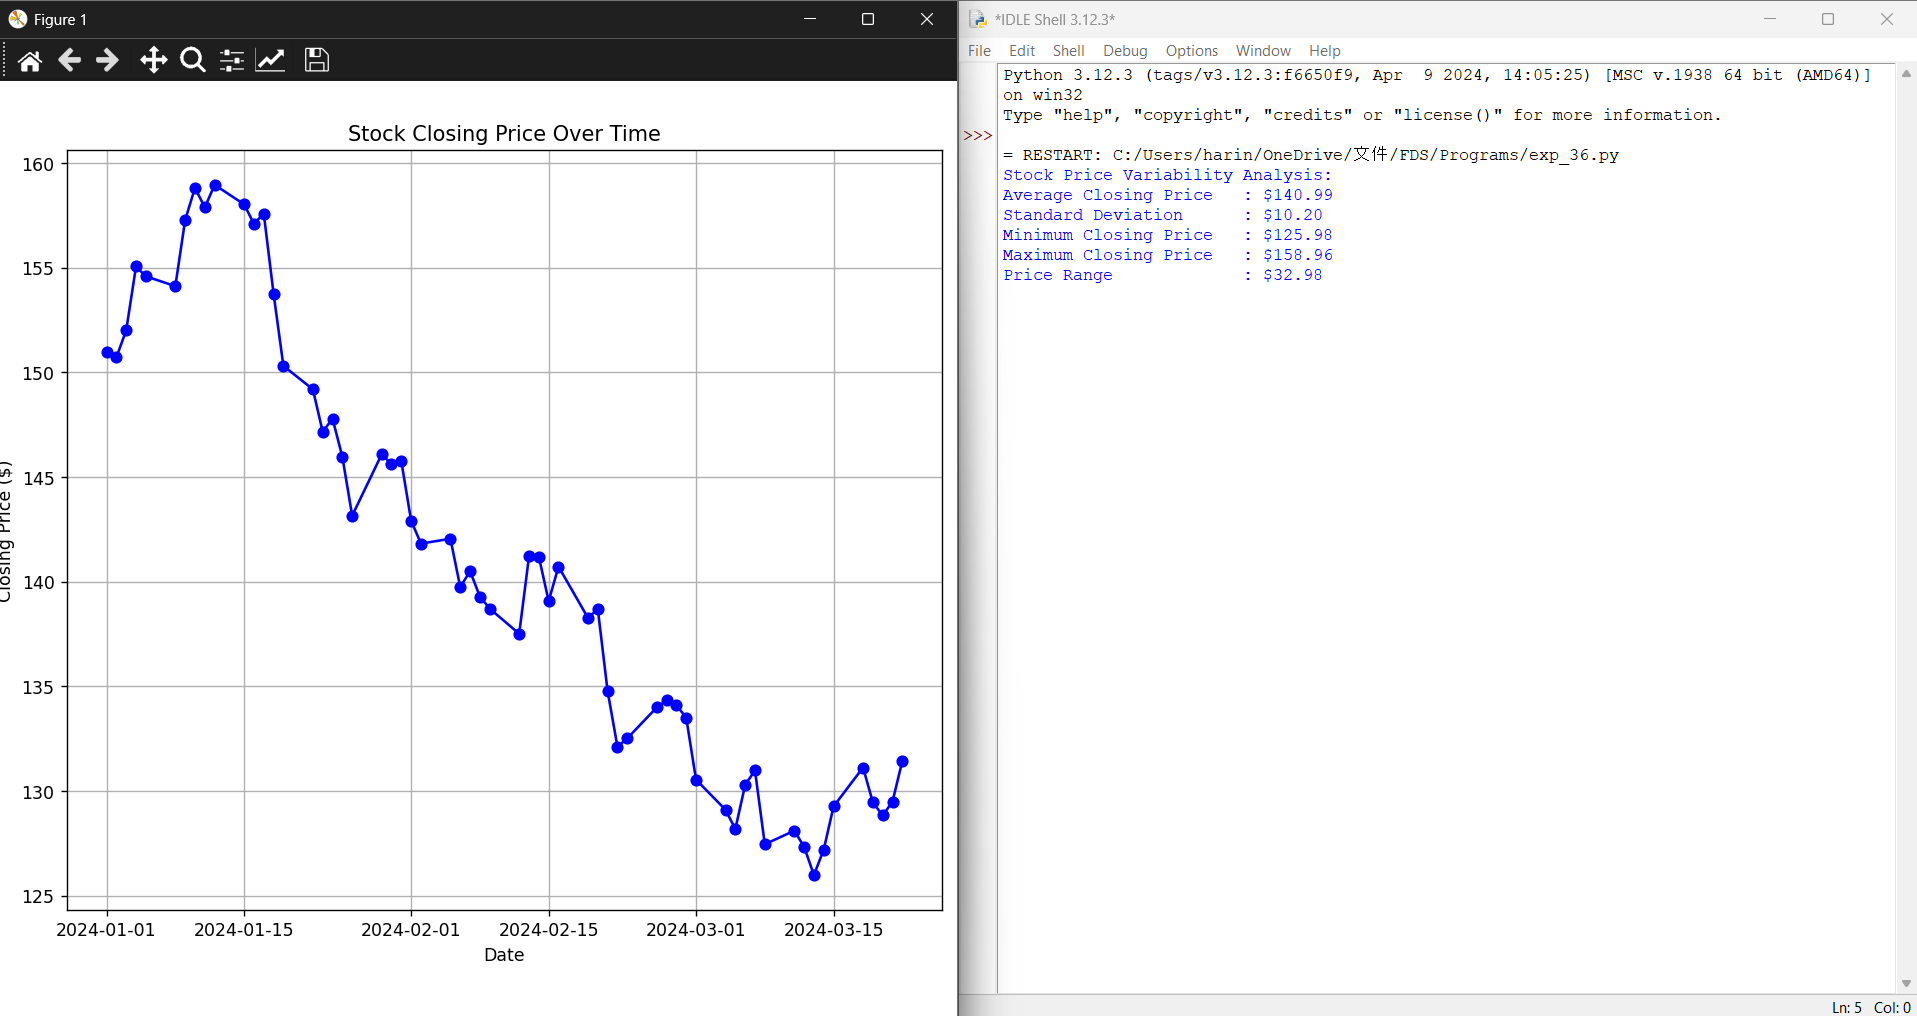 Figure 1
Stock Closing Price Over Time
160
155
150
145
140
135
130
125
Closing Price ($)
2024-01-01 2024-01-15 2024-02-01 2024-02-15 2024-03-01 2024-03-15
Date
*IDLE Shell 3.12.3*
File Edit Shell Debug Options Window Help
Python 3.12.3 (tags/v3.12.3:f6650f9, Apr  9 2024, 14:05:25) [MSC v.1938 64 bit (AMD64)]
on win32
Type "help", "copyright", "credits" or "license()" for more information.
>>>
= RESTART: C:/Users/harin/OneDrive/文件/FDS/Programs/exp_36.py
Stock Price Variability Analysis:
Average Closing Price   : $140.99
Standard Deviation      : $10.20
Minimum Closing Price   : $125.98
Maximum Closing Price   : $158.96
Price Range             : $32.98
Ln: 5 Col: 0